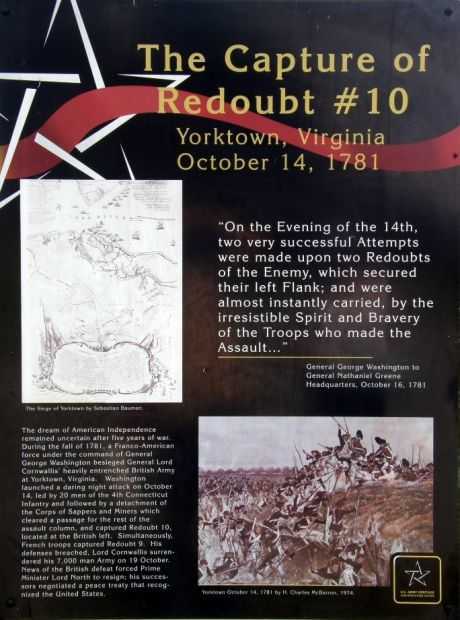 The Capture of
Redoubt #10
Yorktown, Virginia
October 14, 1781
"On the Evening of the 14th,
two very successful Attempts
were made upon two Redoubts
of the Enemy, which secured
their left Flank; and were
almost instantly carried, by the
irresistible Spirit and Bravery
of the Troops who made the
Assault..."
General George Washington to
General Nathaniel Greene
Headquarters, October 16, 1781
The Siege of Yorktown by Sebastian Bauman.
The dream of American Independence
remained uncertain after five years of war.
During the fall of 1781, a Franco-American
force under the command of General
George Washington besieged General Lord
Cornwallis' heavily entrenched British Army
at Yorktown, Virginia. Washington
launched a daring night attack on October
14, led by 20 men of the 4th Connecticut
Infantry and followed by a detachment of
the Corps of Sappers and Miners which
cleared a passage for the rest of the
assault column, and captured Redoubt 10,
located at the British left. Simultaneously,
French troops captured Redoubt 9. His
defenses breached, Lord Cornwallis surren-
dered his 7,000 man Army on 19 October.
News of the British defeat forced Prime
Minister Lord North to resign; his succes-
sors negotiated a peace treaty that recog-
nized the United States.
Yorktown October 14, 1781 by H. Charles McBarron, 1974.
U.S. ARMY HERITAGE